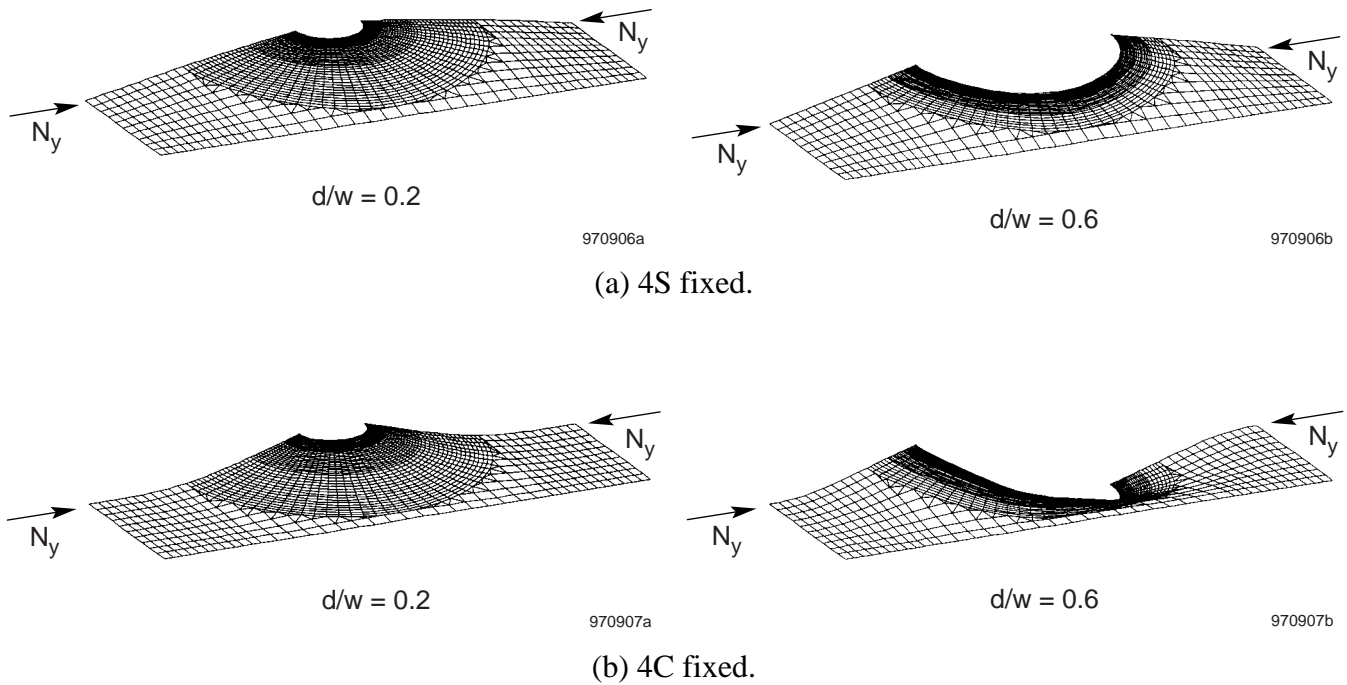 N_y
N_y
d/w = 0.2
970906a
N_y
N_y
d/w = 0.6
970906b
(a) 4S fixed.
N_y
N_y
d/w = 0.2
970907a
N_y
N_y
d/w = 0.6
970907b
(b) 4C fixed.